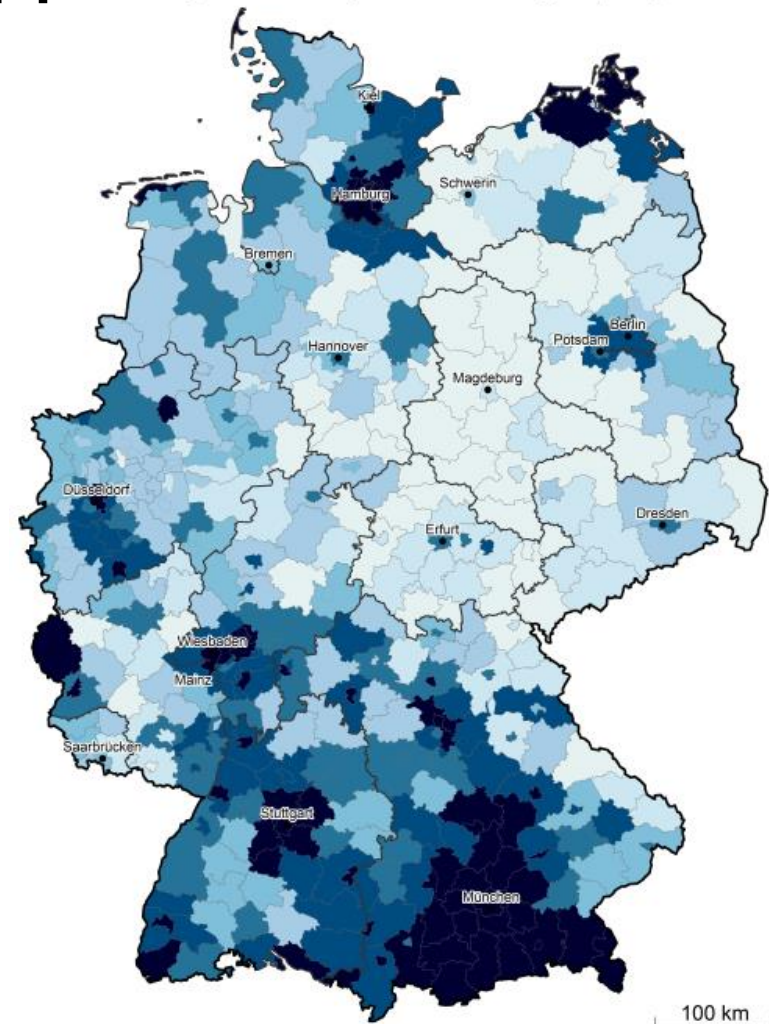 Kiel
Schwerin
Hamburg
Bremen
Berlin
Potsdam
Hannover
Magdeburg
Düsseldorf
Dresden
Erfurt
Wiesbaden
Mainz
Saarbrücken
Stuttgart
München
100 km